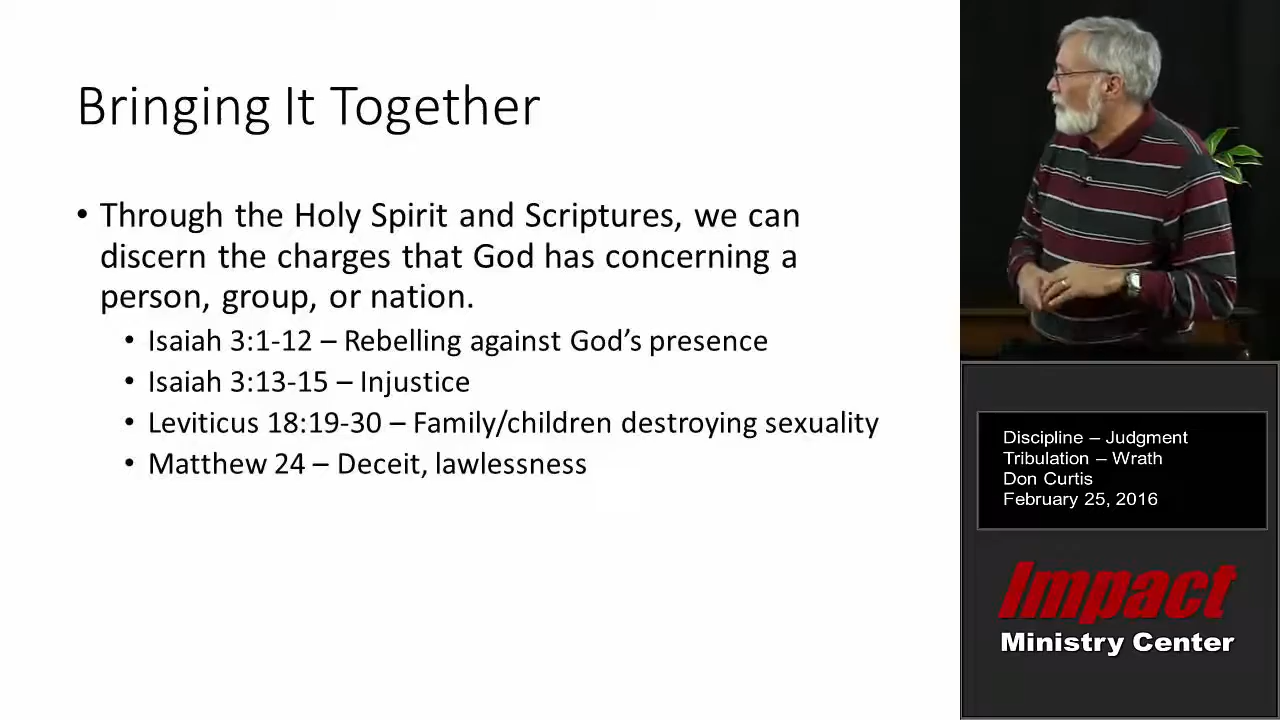 Bringing It Together
• Through the Holy Spirit and Scriptures, we can
discern the charges that God has concerning a
person, group, or nation.
• Isaiah 3:1-12 – Rebelling against God’s presence
• Isaiah 3:13-15 – Injustice
• Leviticus 18:19-30 – Family/children destroying sexuality
• Matthew 24 – Deceit, lawlessness
Discipline – Judgment
Tribulation – Wrath
Don Curtis
February 25, 2016
Impact
Ministry Center